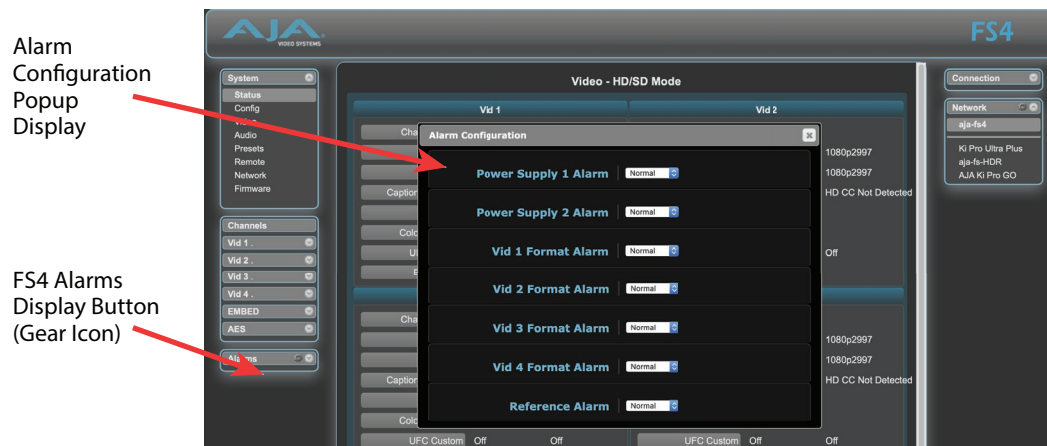 Alarm
Configuration
Popup
Display
FS4 Alarms
Display Button
(Gear Icon)
AJA
VIDEO SYSTEMS
FS4
System
Status
Config
Audio
Presets
Remote
Network
Firmware
Channels
Vid 1 .
Vid 2 .
Vid 3 .
Vid 4 .
EMBED
AES
Alarms
Video - HD/SD Mode
Vid 1
Vid 2
Alarm Configuration
Power Supply 1 Alarm Normal
Power Supply 2 Alarm Normal
Vid 1 Format Alarm Normal
Vid 2 Format Alarm Normal
Vid 3 Format Alarm Normal
Vid 4 Format Alarm Normal
Reference Alarm Normal
1080p2997
1080p2997
HD CC Not Detected
Off
1080p2997
1080p2997
HD CC Not Detected
UFC Custom Off Off
UFC Custom Off Off
Connection
Network
aja-fs4
Ki Pro Ultra Plus
aja-fs-HDR
AJA Ki Pro GO